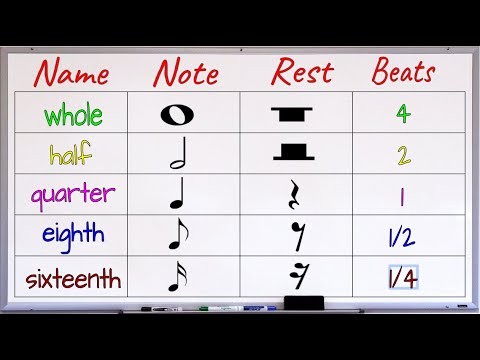 Name Note Rest Beats
whole 4
half 2
quarter 1
eighth 1/2
sixteenth 1/4